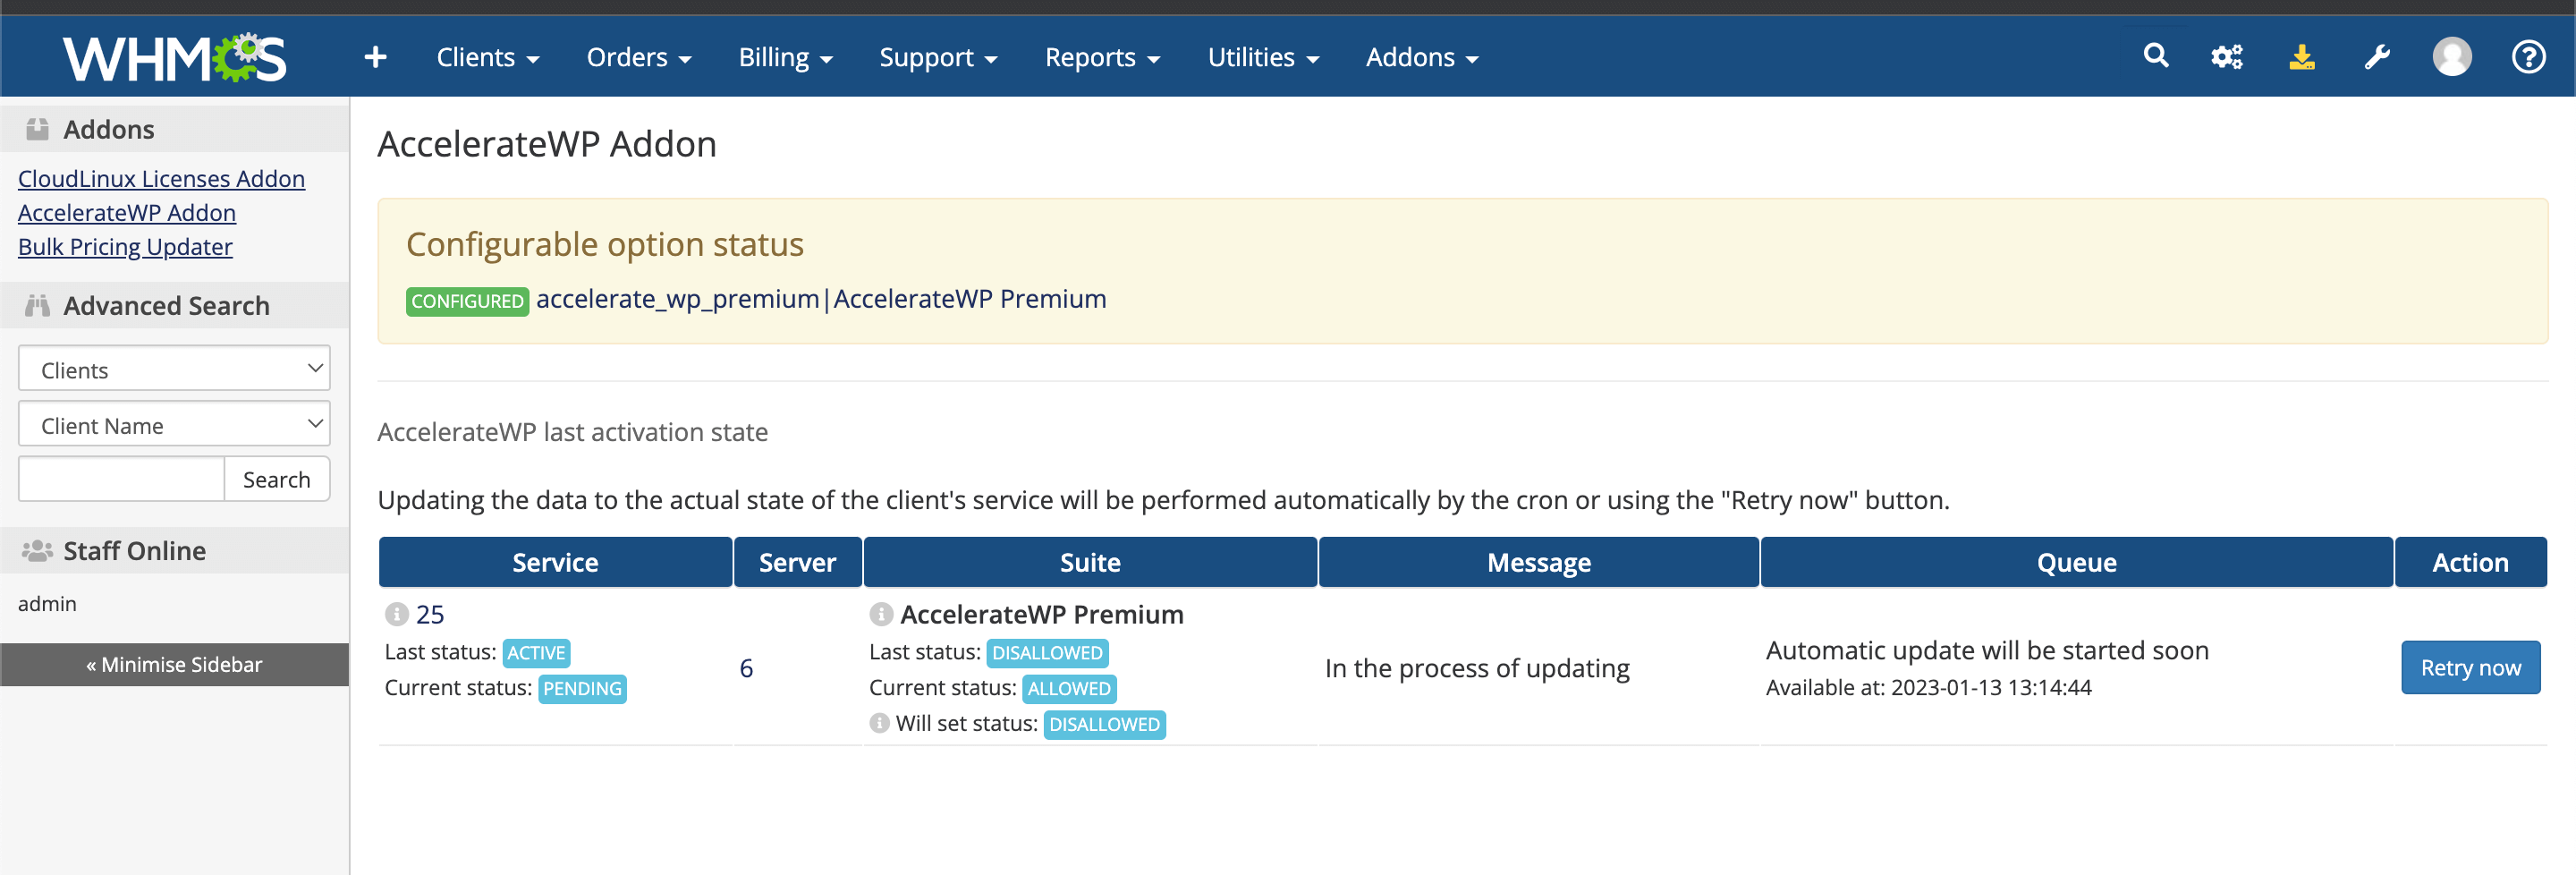 WHMCS
+ Clients Orders Billing Support Reports Utilities Addons
Addons
CloudLinux Licenses Addon
AccelerateWP Addon
Bulk Pricing Updater
Advanced Search
Clients
Client Name
Search
Staff Online
admin
« Minimise Sidebar
AccelerateWP Addon
Configurable option status
CONFIGURED accelerate_wp_premium|AccelerateWP Premium
AccelerateWP last activation state
Updating the data to the actual state of the client's service will be performed automatically by the cron or using the "Retry now" button.
Service Server Suite Message Queue Action
25
Last status: ACTIVE
Current status: PENDING
6
AccelerateWP Premium
Last status: DISALLOWED
Current status: ALLOWED
Will set status: DISALLOWED
In the process of updating
Automatic update will be started soon
Available at: 2023-01-13 13:14:44
Retry now